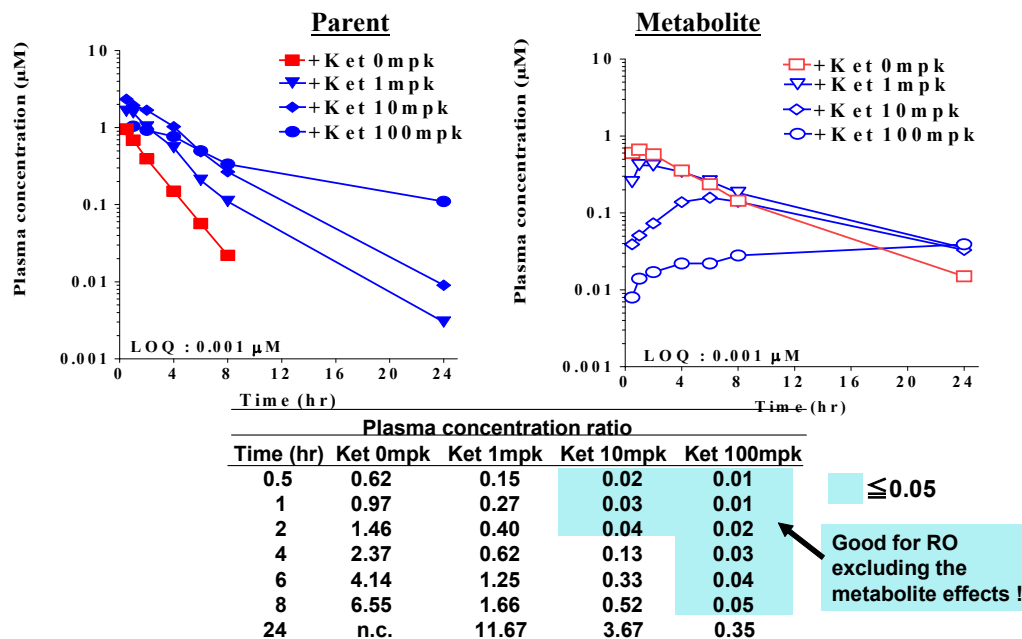 Parent
Plasma concentration (µM)
10
1
0.1
0.01
0.001
+Ket 0mpk
+Ket 1mpk
+Ket 10mpk
+Ket 100mpk
LOQ : 0.001 µM
0 4 8 12 16 20 24
Time (hr)
Metabolite
Plasma concentration (µM)
10
1
0.1
0.01
0.001
+Ket 0mpk
+Ket 1mpk
+Ket 10mpk
+Ket 100mpk
LOQ : 0.001 µM
0 4 8 12 16 20 24
Time (hr)
Plasma concentration ratio
Time (hr) Ket 0mpk Ket 1mpk Ket 10mpk Ket 100mpk
0.5 0.62 0.15 0.02 0.01
1 0.97 0.27 0.03 0.01
2 1.46 0.40 0.04 0.02
4 2.37 0.62 0.13 0.03
6 4.14 1.25 0.33 0.04
8 6.55 1.66 0.52 0.05
24 n.c. 11.67 3.67 0.35
≦0.05
Good for RO
excluding the
metabolite effects !